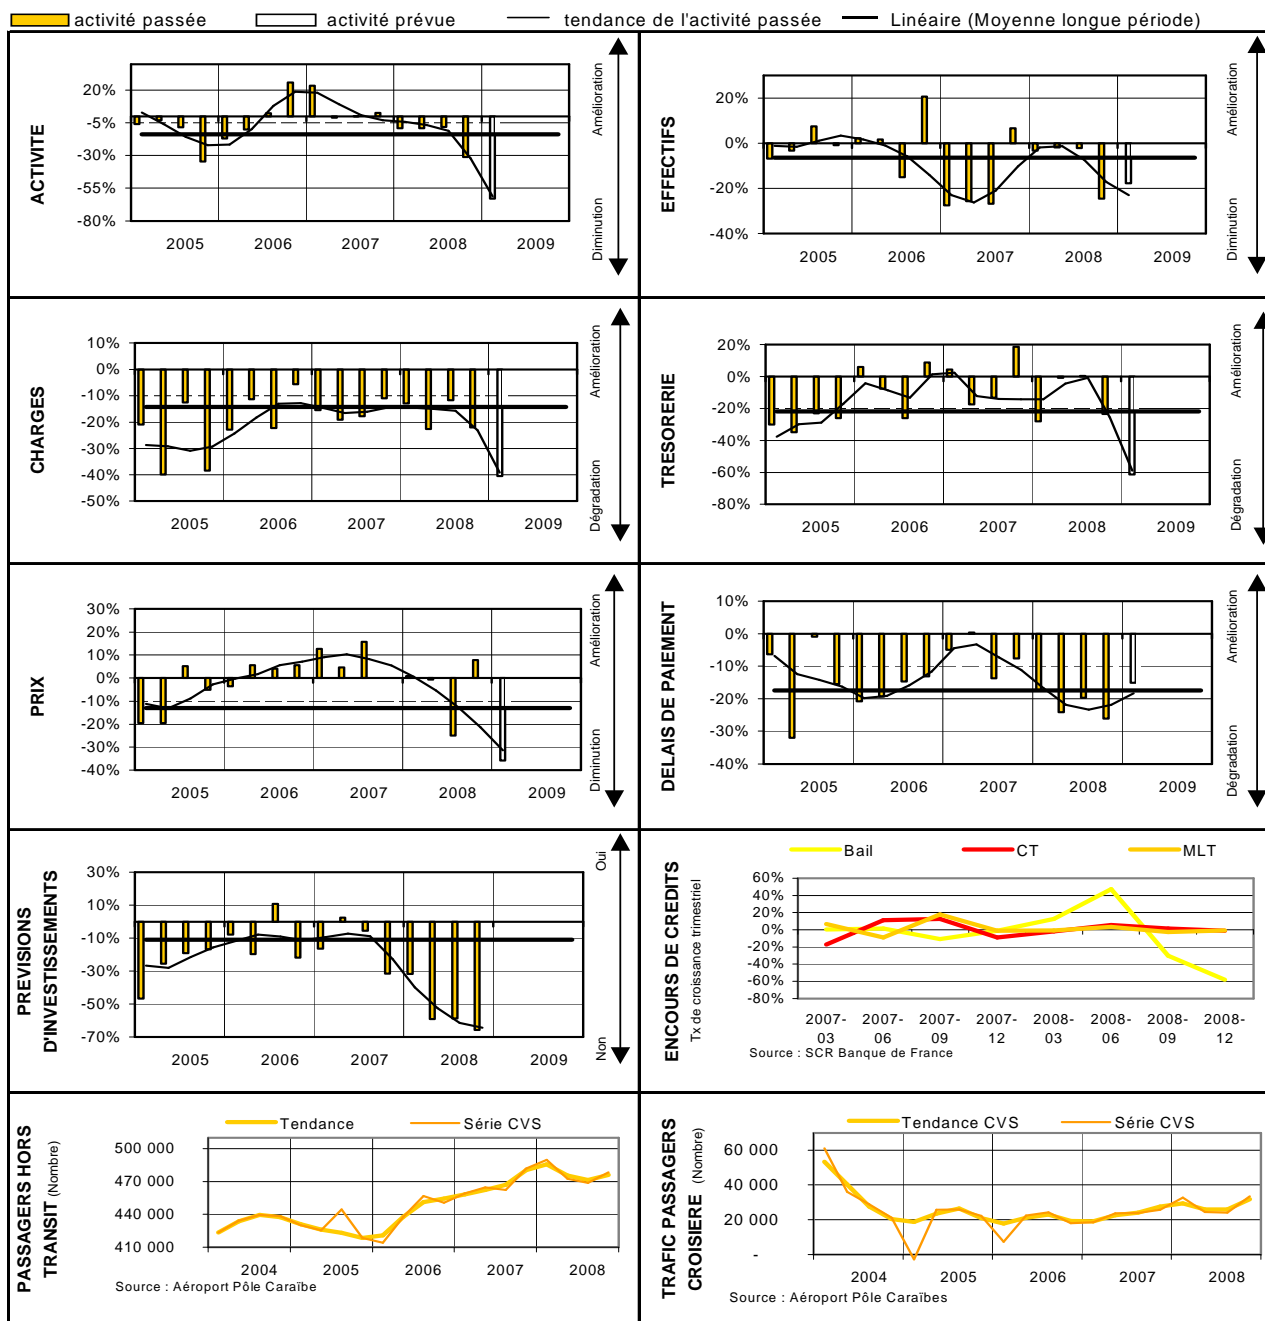 activité passée activité prévue tendance de l'activité passée Linéaire (Moyenne longue période)
ACTIVITE
20%
-5%
-30%
-55%
-80%
2005 2006 2007 2008 2009
Amélioration
Diminution
EFFECTIFS
20%
0%
-20%
-40%
2005 2006 2007 2008 2009
Amélioration
Diminution
CHARGES
10%
0%
-10%
-20%
-30%
-40%
-50%
2005 2006 2007 2008 2009
Amélioration
Dégradation
TRESORERIE
20%
0%
-20%
-40%
-60%
-80%
2005 2006 2007 2008 2009
Amélioration
Dégradation
PRIX
30%
20%
10%
0%
-10%
-20%
-30%
-40%
2005 2006 2007 2008 2009
Amélioration
Diminution
DELAIS DE PAIEMENT
10%
0%
-10%
-20%
-30%
-40%
2005 2006 2007 2008 2009
Amélioration
Dégradation
PREVISIONS
D'INVESTISSEMENTS
30%
10%
-10%
-30%
-50%
-70%
2005 2006 2007 2008 2009
Oui
Non
ENCOURS DE CREDITS
Tx de croissance trimestriel
Bail CT MLT
60%
40%
20%
0%
-20%
-40%
-60%
-80%
2007- 2007- 2007- 2007- 2008- 2008- 2008- 2008-
03 06 09 12 03 06 09 12
Source : SCR Banque de France
PASSAGERS HORS
TRANSIT (Nombre)
Tendance Série CVS
500 000
470 000
440 000
410 000
2004 2005 2006 2007 2008
Source : Aéroport Pôle Caraïbe
TRAFIC PASSAGERS
CROISIERE (Nombre)
Tendance CVS Série CVS
60 000
40 000
20 000
-
2004 2005 2006 2007 2008
Source : Aéroport Pôle Caraïbes